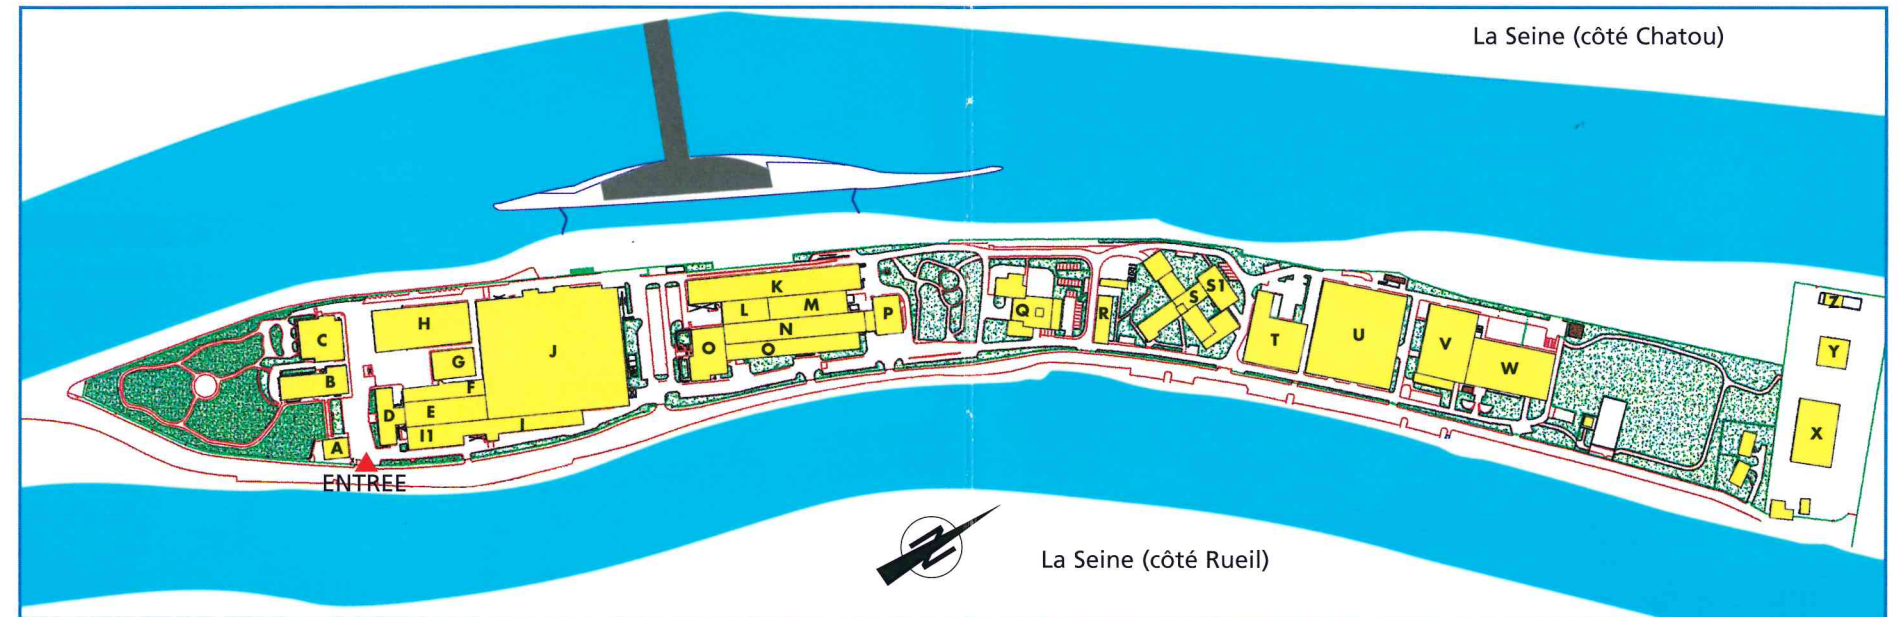 La Seine (côté Chatou)
K
L
M
N
O
O
P
H
J
G
F
C
B
D
E
I1
I
A
ENTREE
Q
R
S
S1
T
U
V
W
X
Y
Z
N
La Seine (côté Rueil)